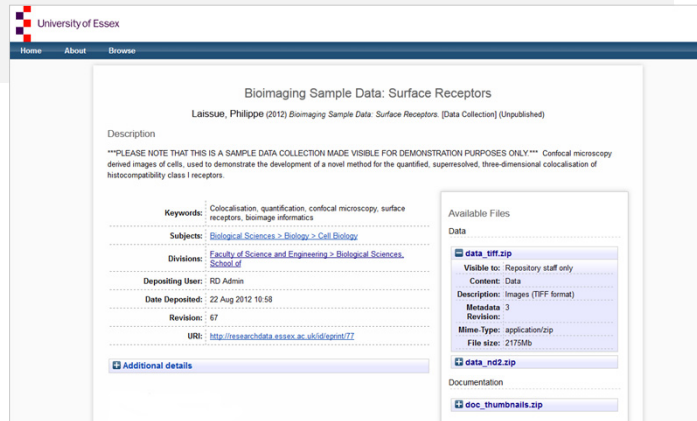 University of Essex
Home About Browse
Bioimaging Sample Data: Surface Receptors
Laissue, Philippe (2012) Bioimaging Sample Data: Surface Receptors. [Data Collection] (Unpublished)
Description
***PLEASE NOTE THAT THIS IS A SAMPLE DATA COLLECTION MADE VISIBLE FOR DEMONSTRATION PURPOSES ONLY.*** Confocal microscopy
derived images of cells, used to demonstrate the development of a novel method for the quantified, superresolved, three-dimensional colocalisation of
histocompatibility class I receptors.
Keywords: Colocalisation, quantification, confocal microscopy, surface
receptors, bioimage informatics
Subjects: Biological Sciences > Biology > Cell Biology
Divisions: Faculty of Science and Engineering > Biological Sciences,
School of
Depositing User: RD Admin
Date Deposited: 22 Aug 2012 10:58
Revision: 67
URI: http://researchdata.essex.ac.uk/id/eprint/77
Additional details
Available Files
Data
data_tiff.zip
Visible to: Repository staff only
Content: Data
Description: Images (TIFF format)
Metadata 3
Revision:
Mime-Type: application/zip
File size: 2175Mb
data_nd2.zip
Documentation
doc_thumbnails.zip